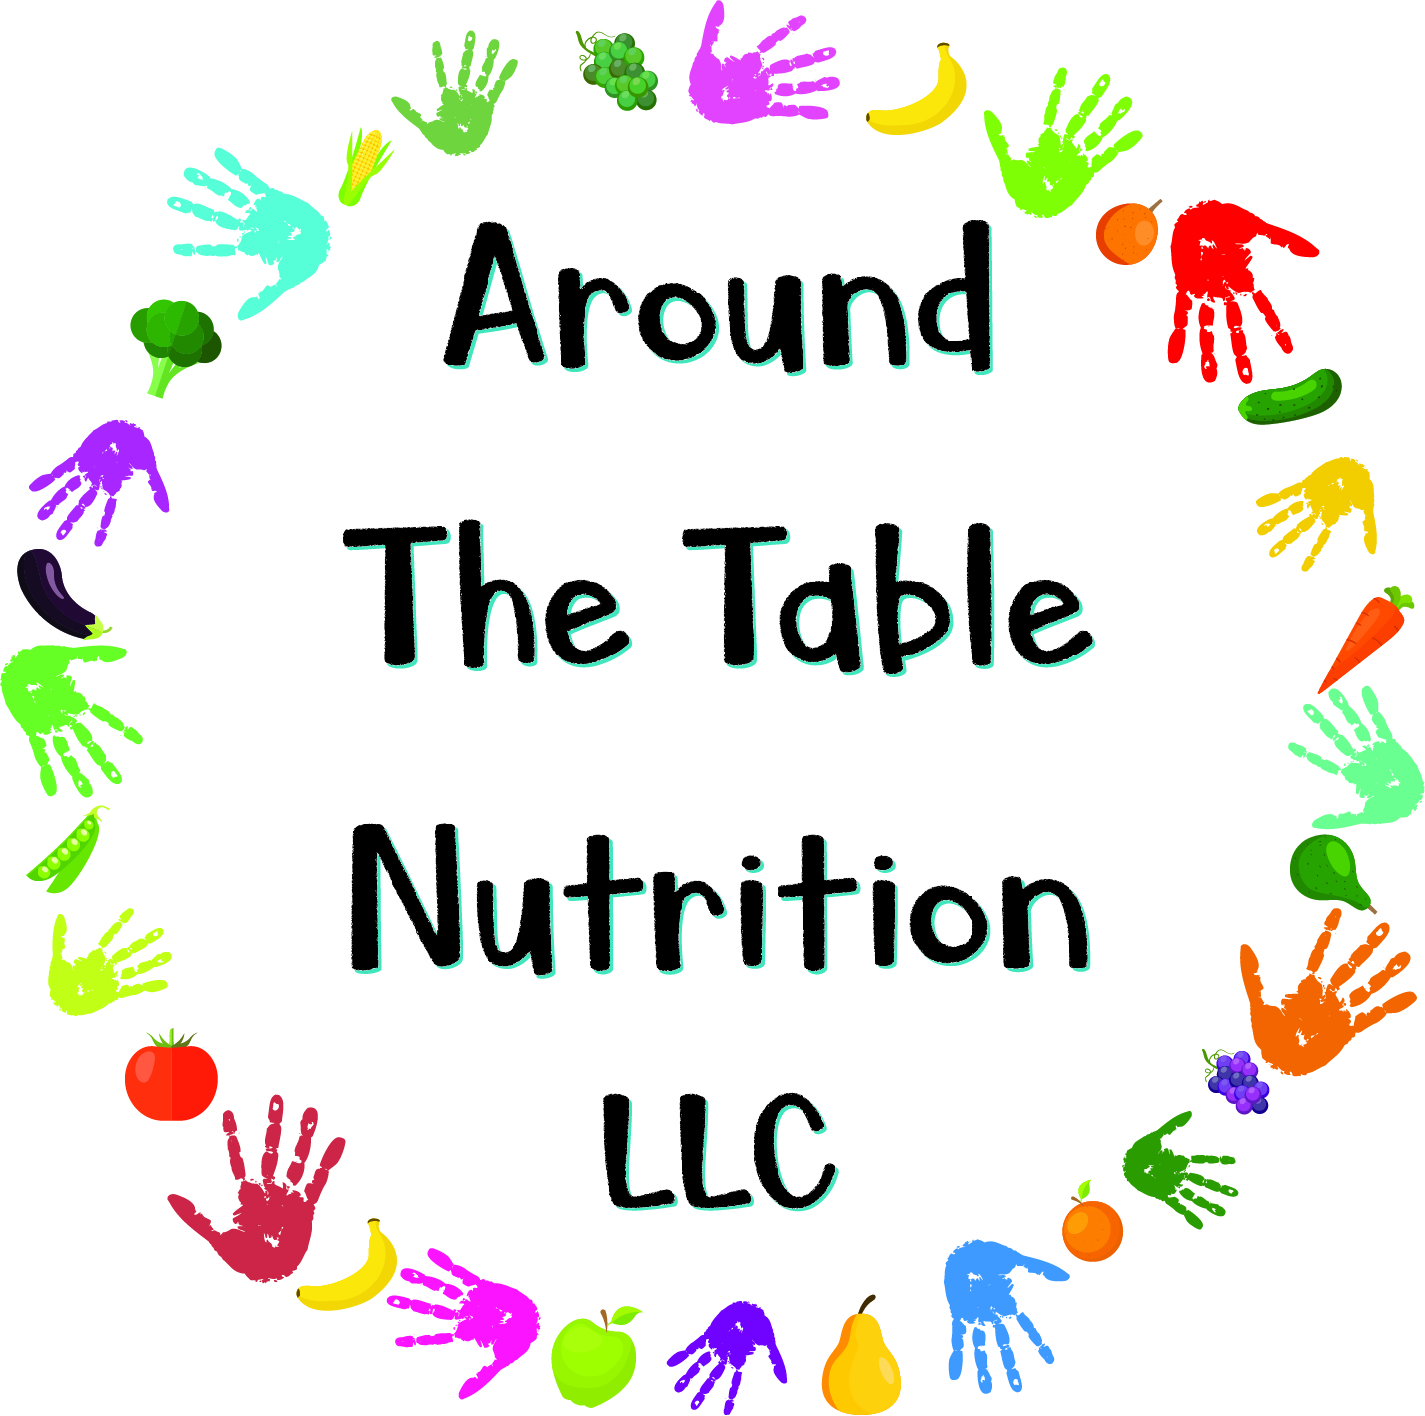 Around
The Table
Nutrition
LLC